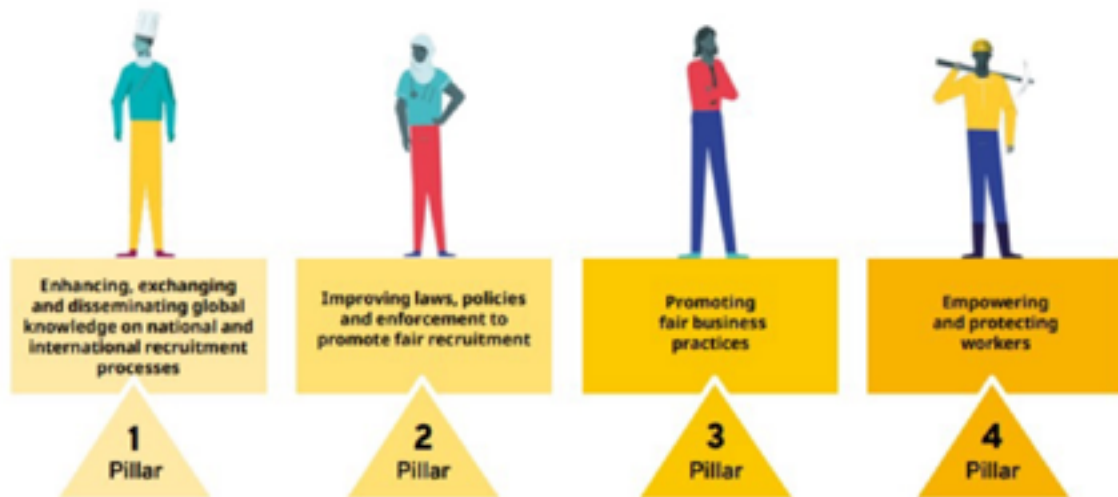 Enhancing, exchanging
and disseminating global
knowledge on national and
international recruitment
processes
1
Pillar
Improving laws, policies
and enforcement to
promote fair recruitment
2
Pillar
Promoting
fair business
practices
3
Pillar
Empowering
and protecting
workers
4
Pillar